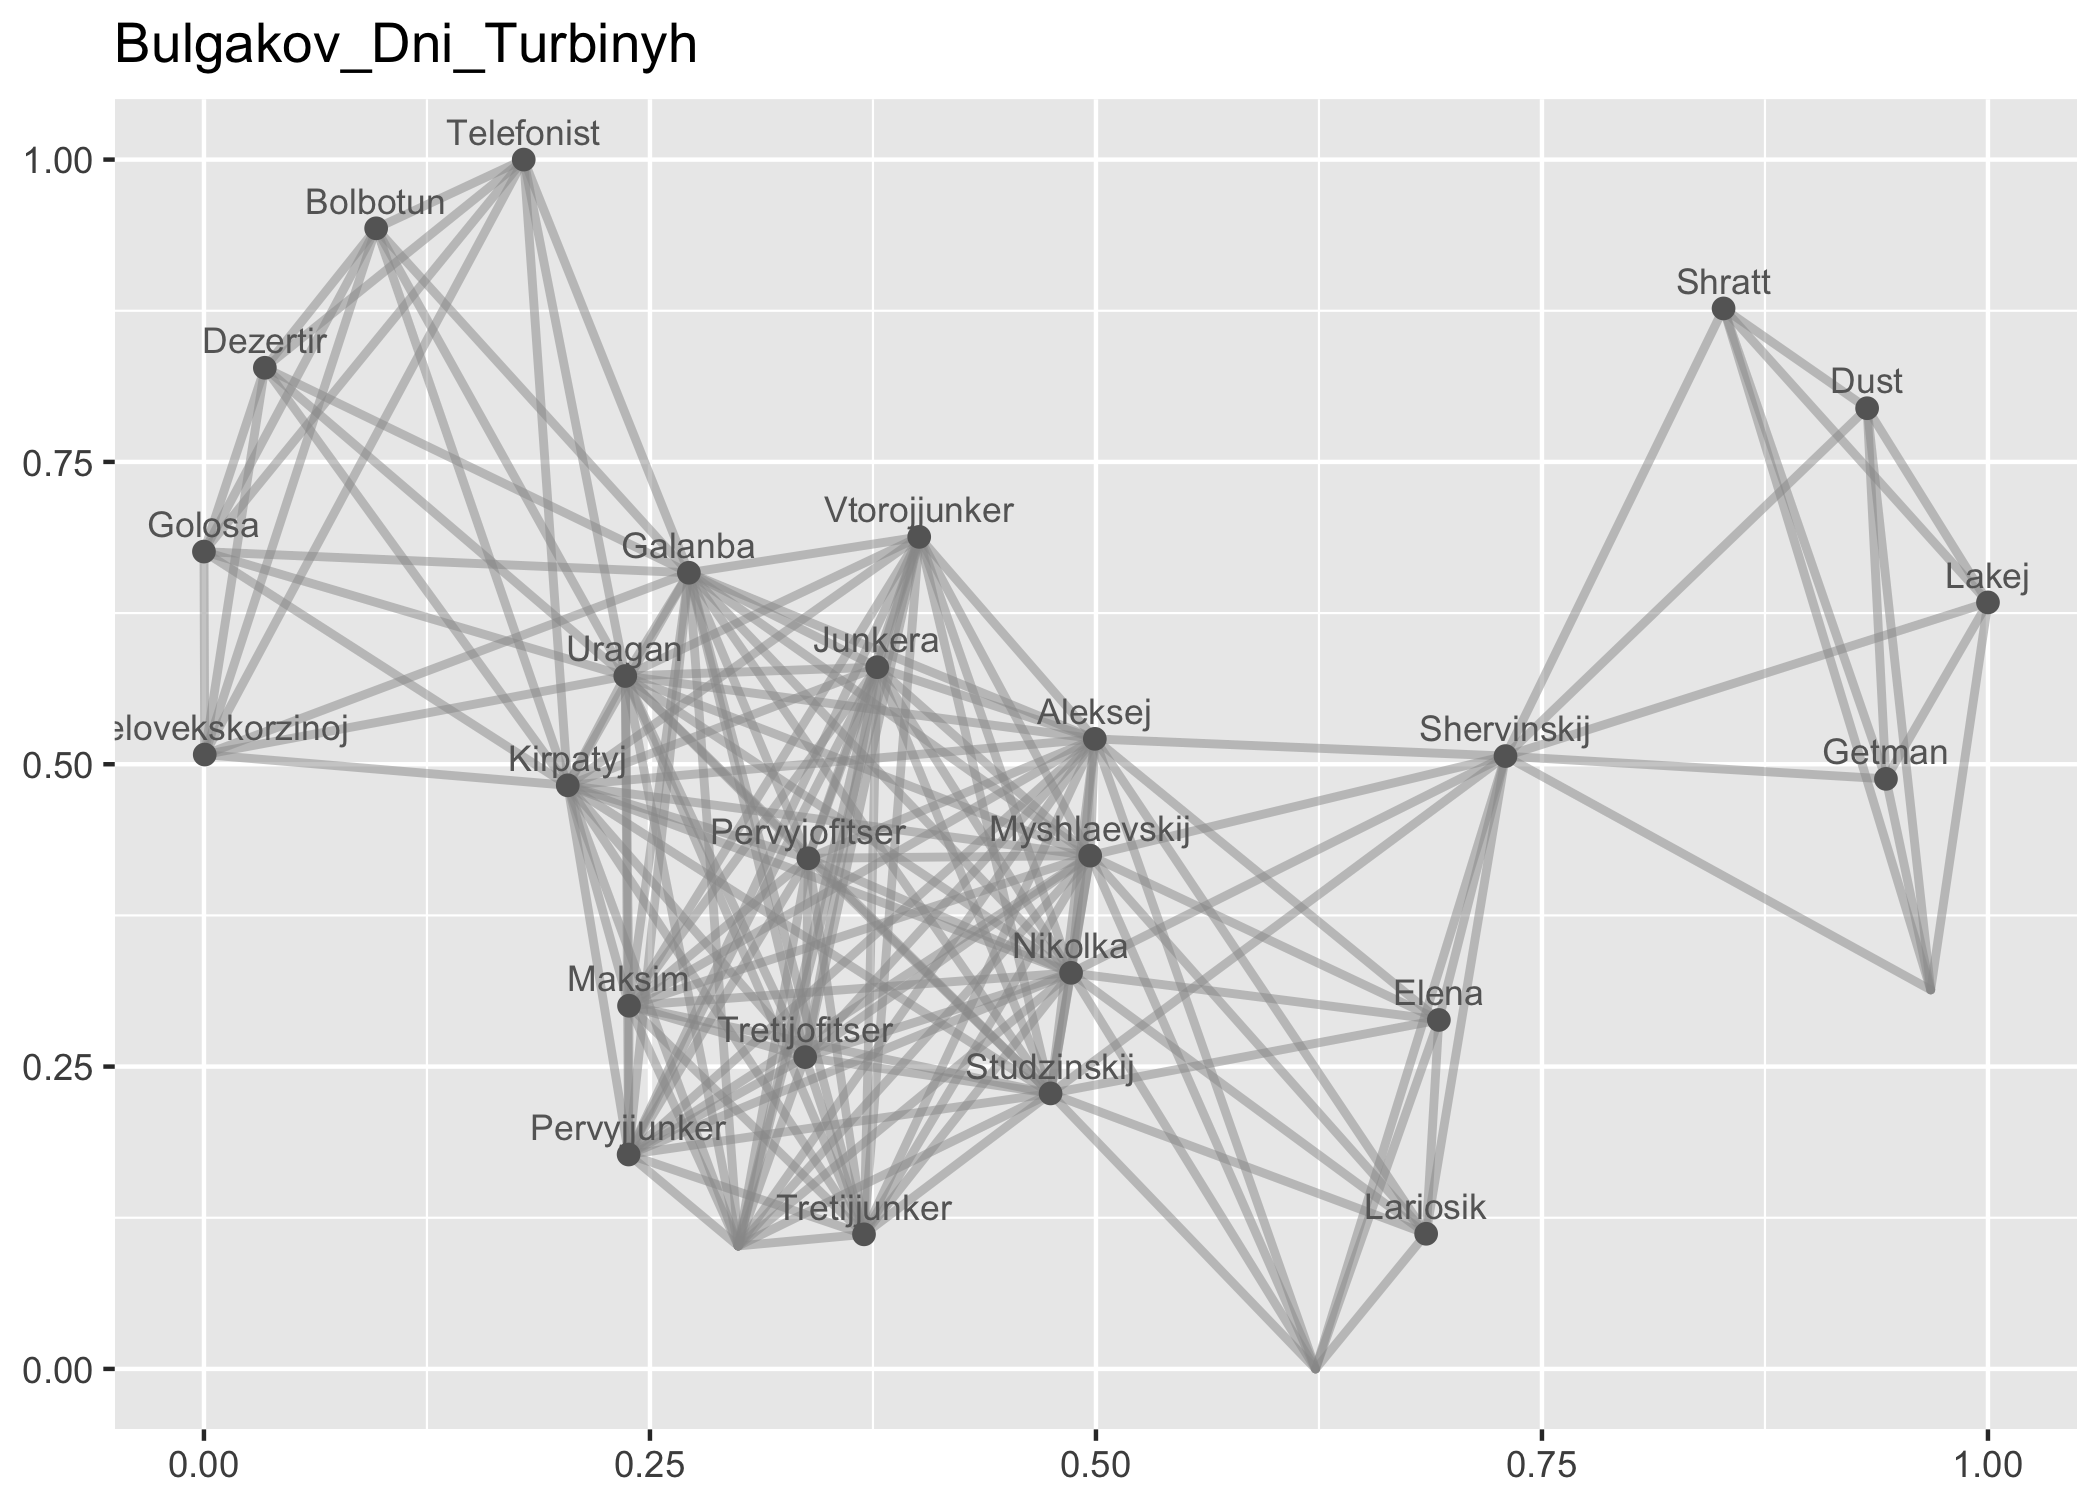 Bulgakov_Dni_Turbinyh
Telefonist
1.00
Bolbotun
Shratt
Dezertir
Dust
0.75
Vtorojjunker
Golosa
Galanba
Lakej
Junkera
Uragan
Aleksej
elovekskorzinoj
Shervinskij
Kirpatyj
0.50
Getman
Pervyjofitser
Myshlaevskij
Nikolka
Maksim
Elena
Tretijofitser
0.25
Studzinskij
Pervyjjunker
Tretijjunker
Lariosik
0.00
0.00 0.25 0.50 0.75 1.00